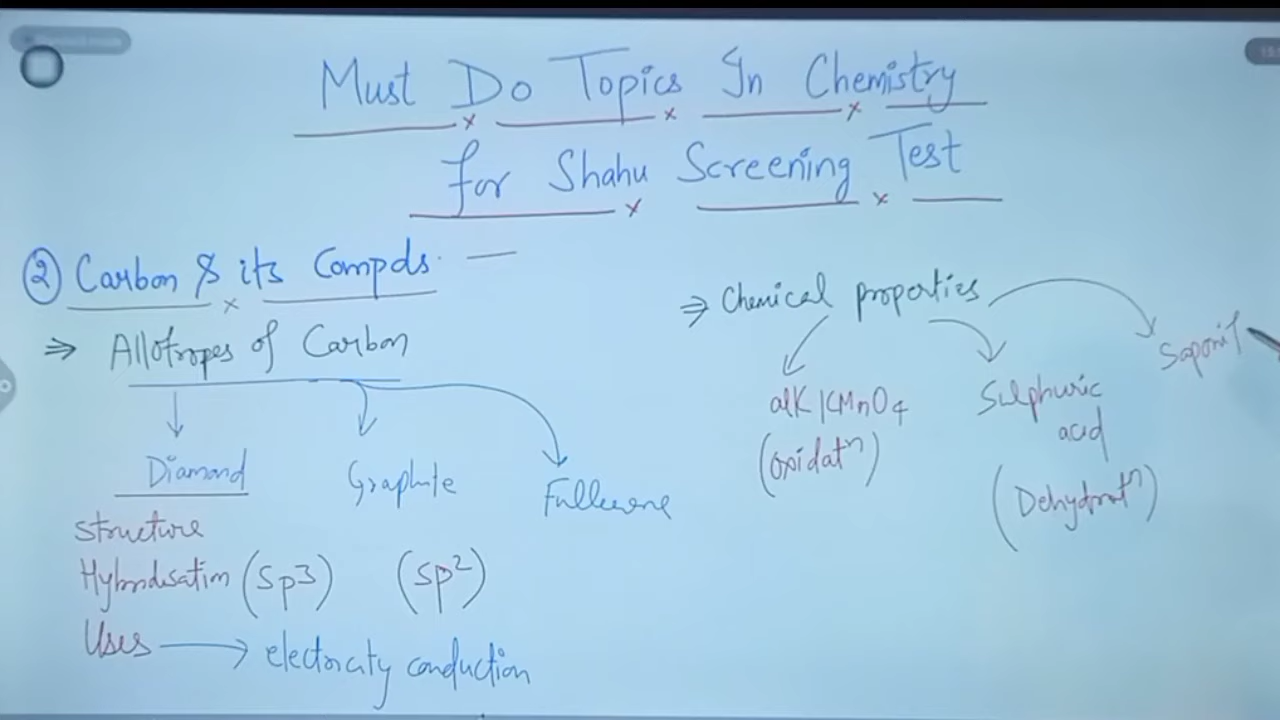 Must Do Topics In Chemistry
for Shahu Screening Test
② Carbon & its Compds. —
⇒ Allotropes of Carbon
Diamond Graphite Fullerene
Structure
Hybridisation (Sp3) (Sp²)
Uses → electricity conduction
⇒ Chemical properties
alK KMnO4
(Oxidatⁿ)
Sulphuric
acid
(Dehydratⁿ)
Saponif